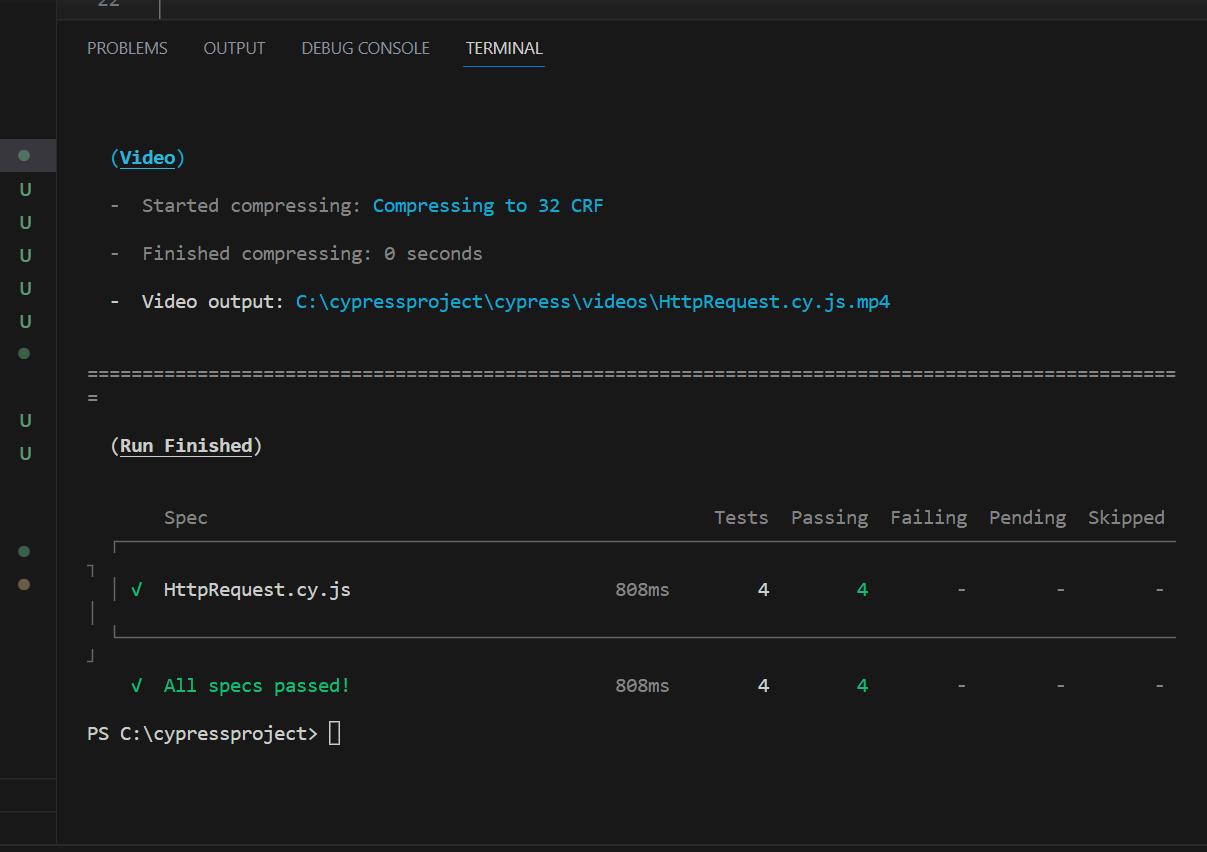 22
PROBLEMS OUTPUT DEBUG CONSOLE TERMINAL
(Video)
U
- Started compressing: Compressing to 32 CRF
U
- Finished compressing: 0 seconds
U
U
- Video output: C:\cypressproject\cypress\videos\HttpRequest.cy.js.mp4
U
===================================================================================================
=
U
(Run Finished)
U
Spec Tests Passing Failing Pending Skipped
√ HttpRequest.cy.js 808ms 4 4 - - -
√ All specs passed! 808ms 4 4 - - -
PS C:\cypressproject>